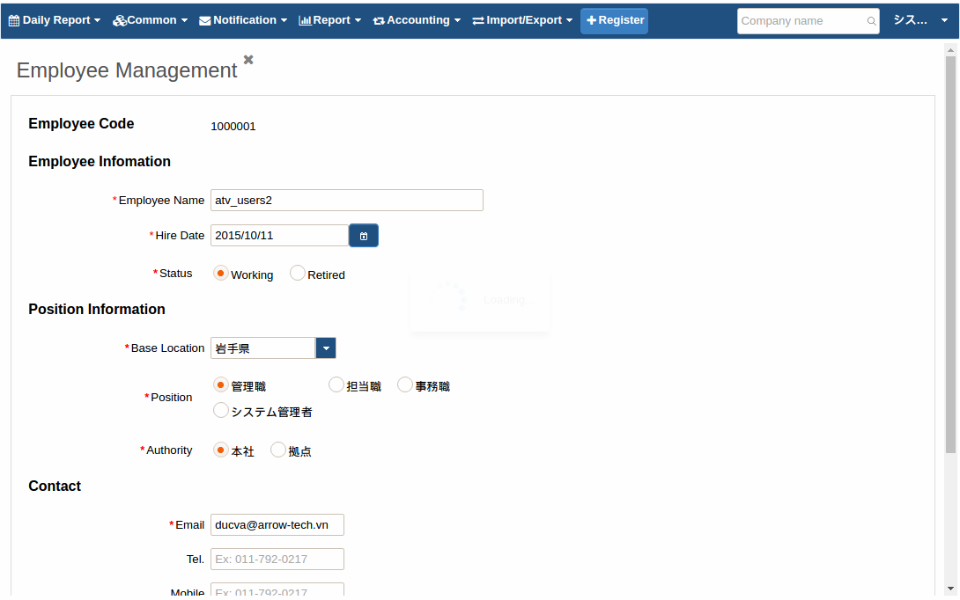 Daily Report Common Notification Report Accounting Import/Export Register Company name シス...
Employee Management
Employee Code 1000001
Employee Infomation
*Employee Name atv_users2
*Hire Date 2015/10/11
*Status Working Retired
Loading...
Position Information
*Base Location 岩手県
*Position 管理職 担当職 事務職
システム管理者
*Authority 本社 拠点
Contact
*Email ducva@arrow-tech.vn
Tel. Ex: 011-792-0217
Mobile Ex: 011-792-0217